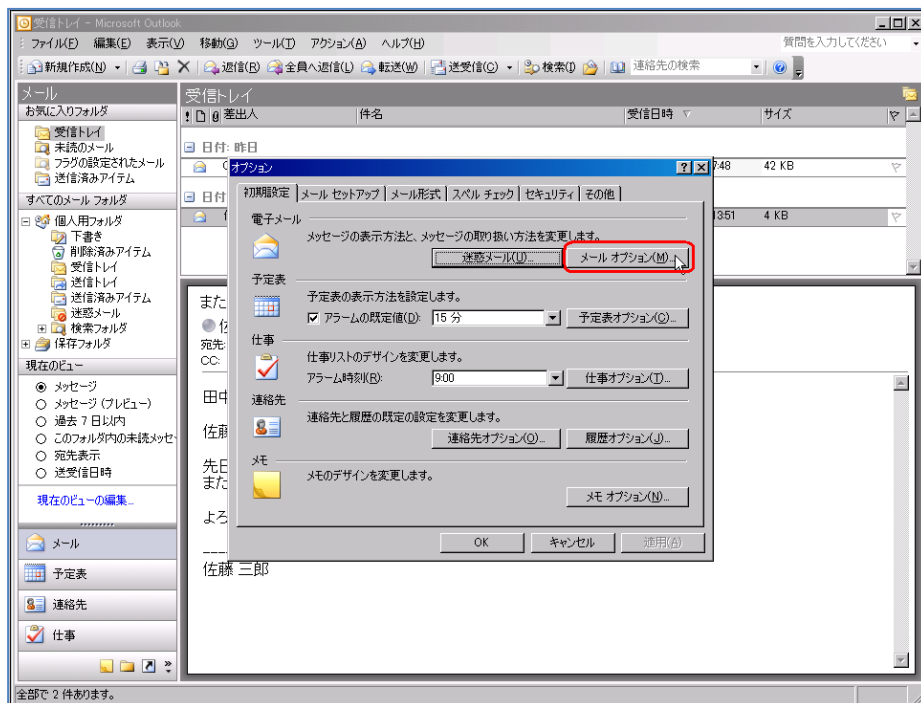 受信トレイ - Microsoft Outlook
ファイル(F) 編集(E) 表示(V) 移動(G) ツール(T) アクション(A) ヘルプ(H) 質問を入力してください
新規作成(N) 返信(R) 全員へ返信(L) 転送(W) 送受信(C) 検索(I) 連絡先の検索
メール
お気に入りフォルダ
受信トレイ
未読のメール
フラグの設定されたメール
送信済みアイテム
すべてのメール フォルダ
個人用フォルダ
下書き
削除済みアイテム
受信トレイ
送信トレイ
送信済みアイテム
迷惑メール
検索フォルダ
保存フォルダ
現在のビュー
メッセージ
メッセージ (プレビュー)
過去 7 日以内
このフォルダ内の未読メッセ
宛先表示
送受信日時
現在のビューの編集...
メール
予定表
連絡先
仕事
受信トレイ
差出人 件名 受信日時 サイズ
日付: 昨日
7:48 42 KB
日付
13:51 4 KB
また
宛先:
CC:
田中
佐藤
先日
また
よろ
佐藤 三郎
オプション
初期設定 メール セットアップ メール形式 スペル チェック セキュリティ その他
電子メール
メッセージの表示方法と、メッセージの取り扱い方法を変更します。
迷惑メール(U)... メール オプション(M)...
予定表
予定表の表示方法を設定します。
アラームの既定値(D): 15 分 予定表オプション(C)...
仕事
仕事リストのデザインを変更します。
アラーム時刻(R): 9:00 仕事オプション(T)...
連絡先
連絡先と履歴の既定の設定を変更します。
連絡先オプション(O)... 履歴オプション(J)...
メモ
メモのデザインを変更します。
メモ オプション(N)...
OK キャンセル 適用(A)
全部で 2 件あります。